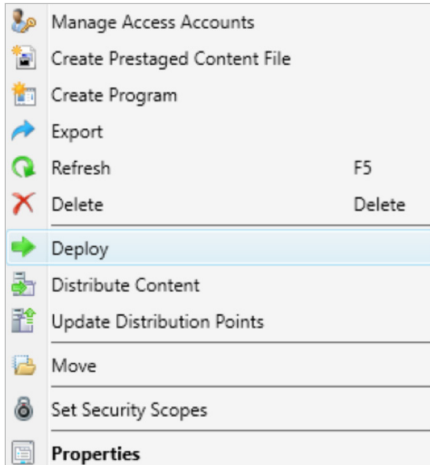 Manage Access Accounts
Create Prestaged Content File
Create Program
Export
Refresh F5
Delete Delete
Deploy
Distribute Content
Update Distribution Points
Move
Set Security Scopes
Properties